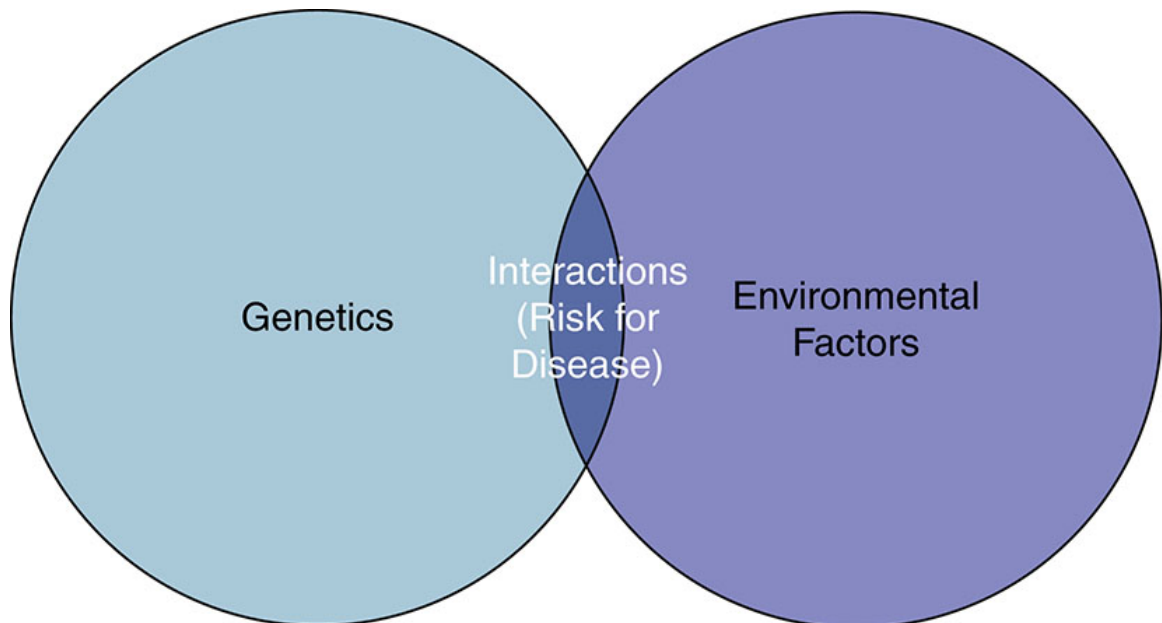 Genetics
Interactions
(Risk for
Disease)
Environmental
Factors